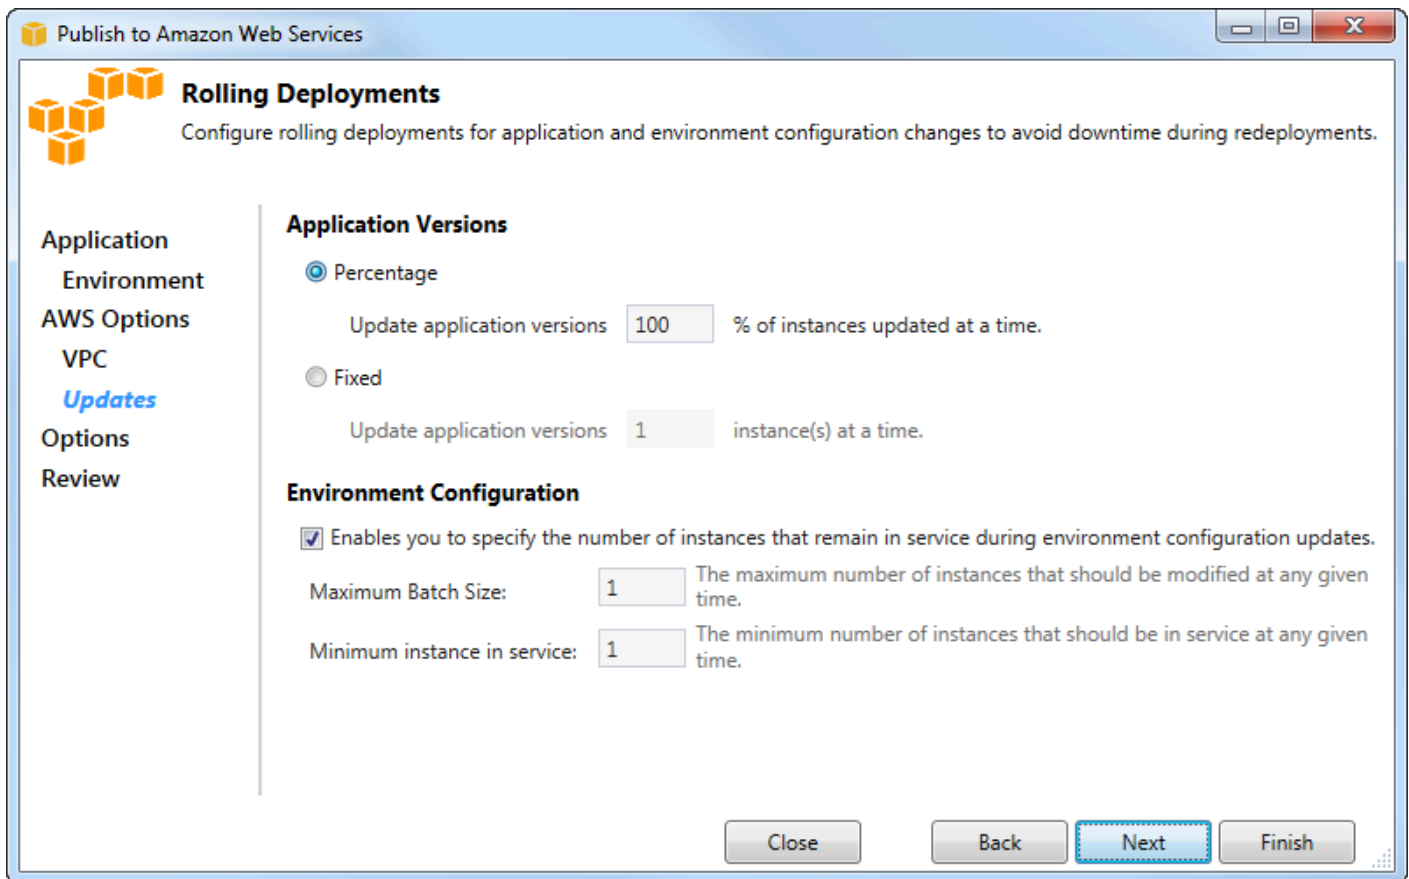 Publish to Amazon Web Services
Rolling Deployments
Configure rolling deployments for application and environment configuration changes to avoid downtime during redeployments.
Application
Environment
AWS Options
VPC
Updates
Options
Review
Application Versions
Percentage
Update application versions 100 % of instances updated at a time.
Fixed
Update application versions 1 instance(s) at a time.
Environment Configuration
Enables you to specify the number of instances that remain in service during environment configuration updates.
Maximum Batch Size: 1 The maximum number of instances that should be modified at any given
time.
Minimum instance in service: 1 The minimum number of instances that should be in service at any given
time.
Close Back Next Finish